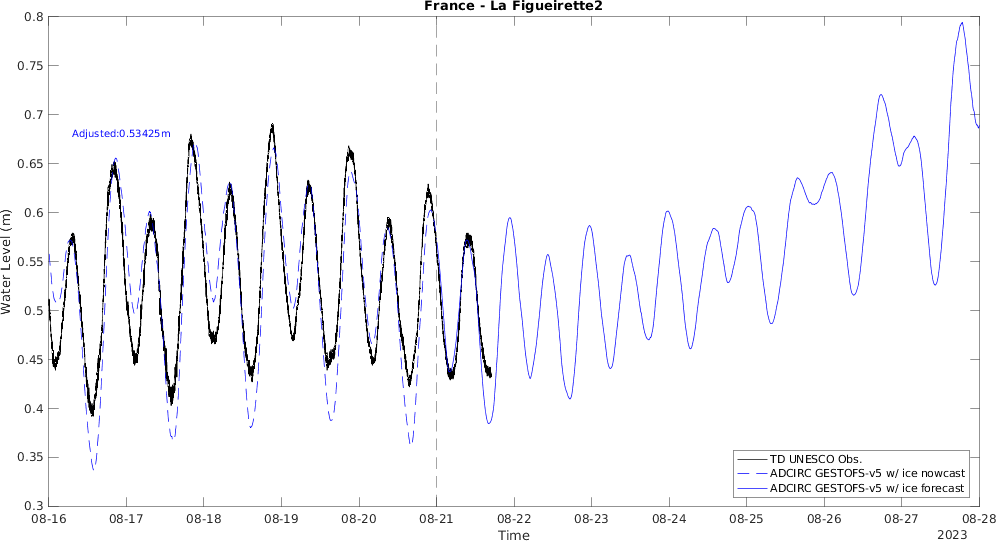 France - La Figueirette2
0.8
0.75
0.7
0.65
0.6
0.55
0.5
0.45
0.4
0.35
0.3
Water Level (m)
Adjusted:0.53425m
TD UNESCO Obs.
ADCIRC GESTOFS-v5 w/ ice nowcast
ADCIRC GESTOFS-v5 w/ ice forecast
08-16 08-17 08-18 08-19 08-20 08-21 08-22 08-23 08-24 08-25 08-26 08-27 08-28
Time
2023